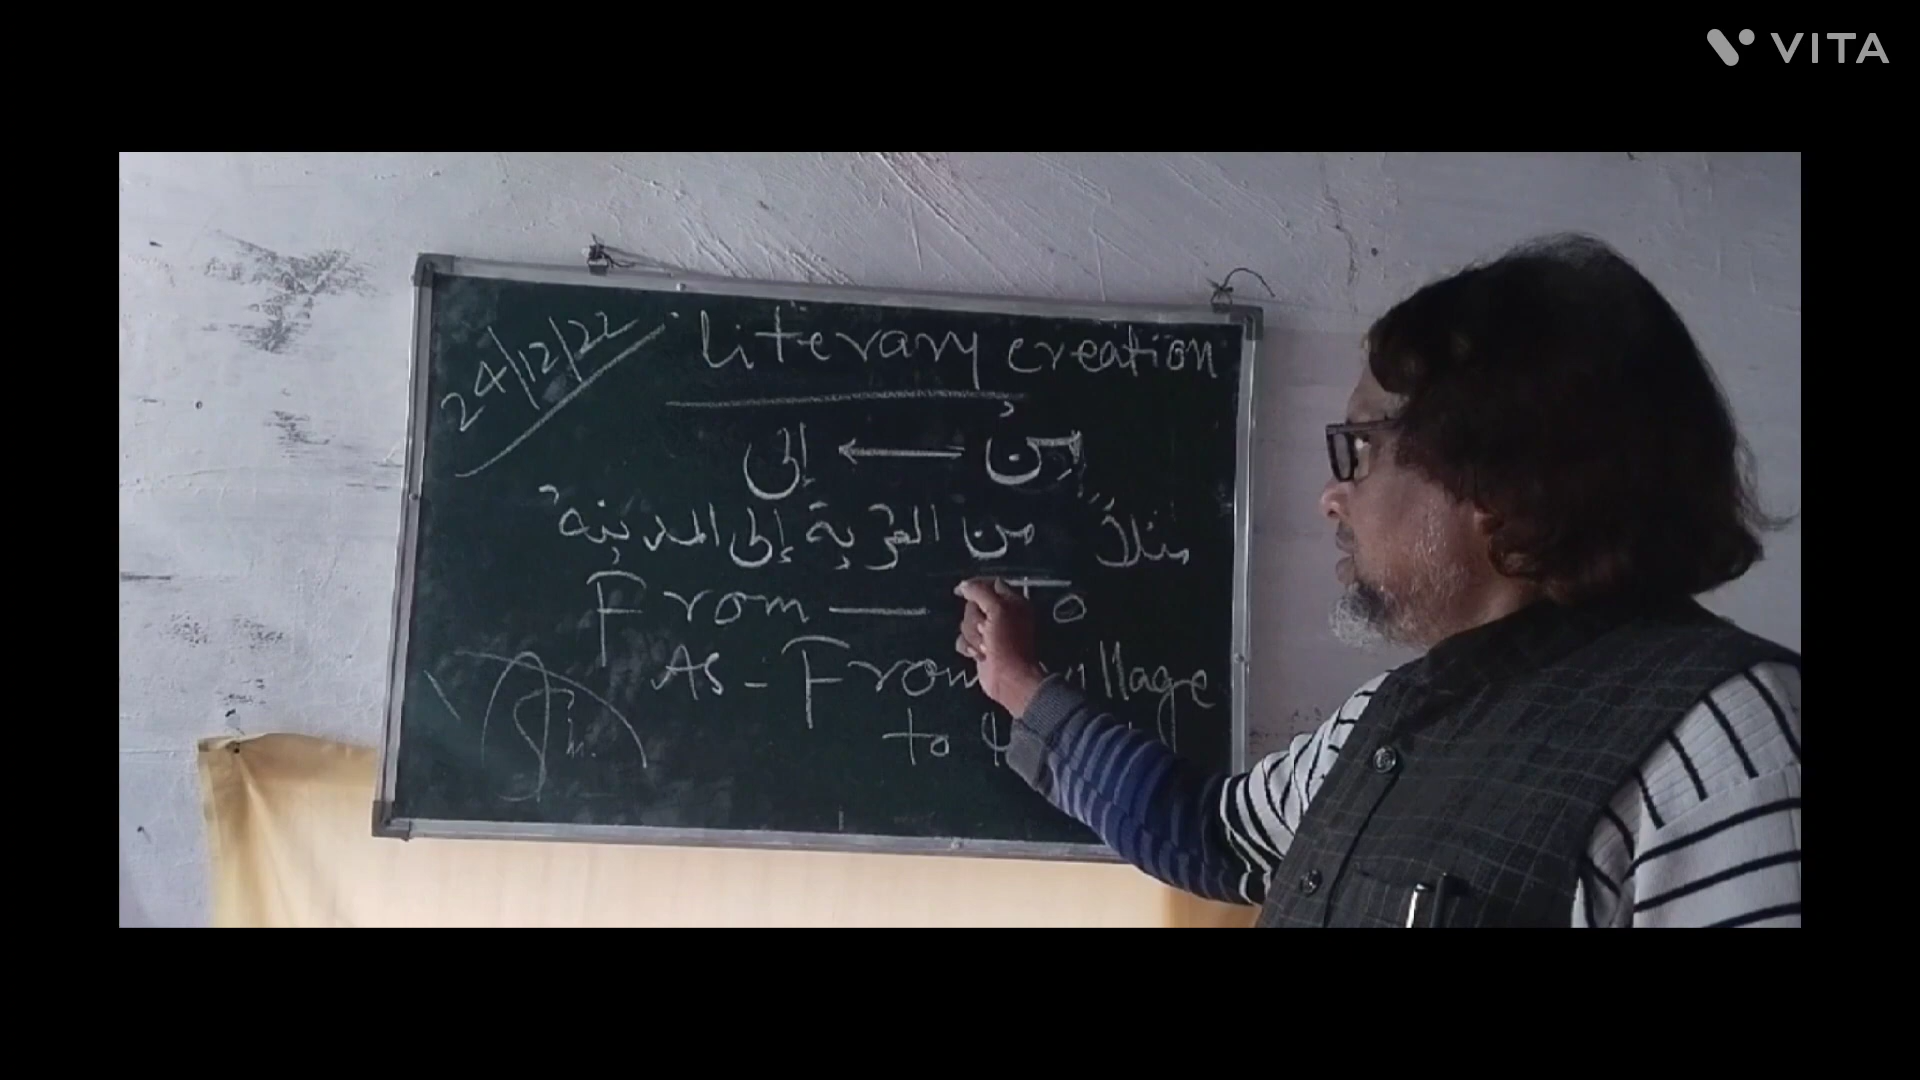 VITA
24/12/22
Literary creation
مِنْ ← إلى
مثلاً من القرية إلى المدينة
From — To
As - From village
to